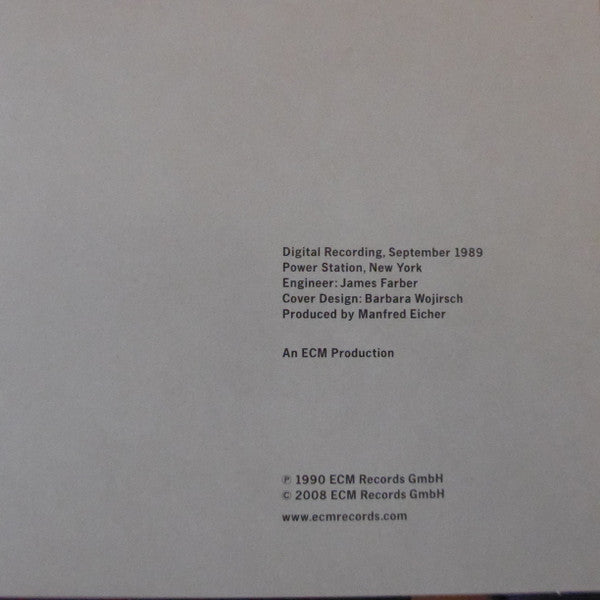 Digital Recording, September 1989
Power Station, New York
Engineer: James Farber
Cover Design: Barbara Wojirsch
Produced by Manfred Eicher
An ECM Production
℗ 1990 ECM Records GmbH
© 2008 ECM Records GmbH
www.ecmrecords.com